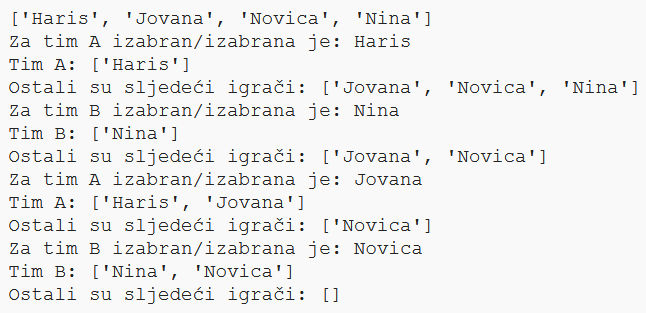 ['Haris', 'Jovana', 'Novica', 'Nina']
Za tim A izabran/izabrana je: Haris
Tim A: ['Haris']
Ostali su sljedeći igrači: ['Jovana', 'Novica', 'Nina']
Za tim B izabran/izabrana je: Nina
Tim B: ['Nina']
Ostali su sljedeći igrači: ['Jovana', 'Novica']
Za tim A izabran/izabrana je: Jovana
Tim A: ['Haris', 'Jovana']
Ostali su sljedeći igrači: ['Novica']
Za tim B izabran/izabrana je: Novica
Tim B: ['Nina', 'Novica']
Ostali su sljedeći igrači: []